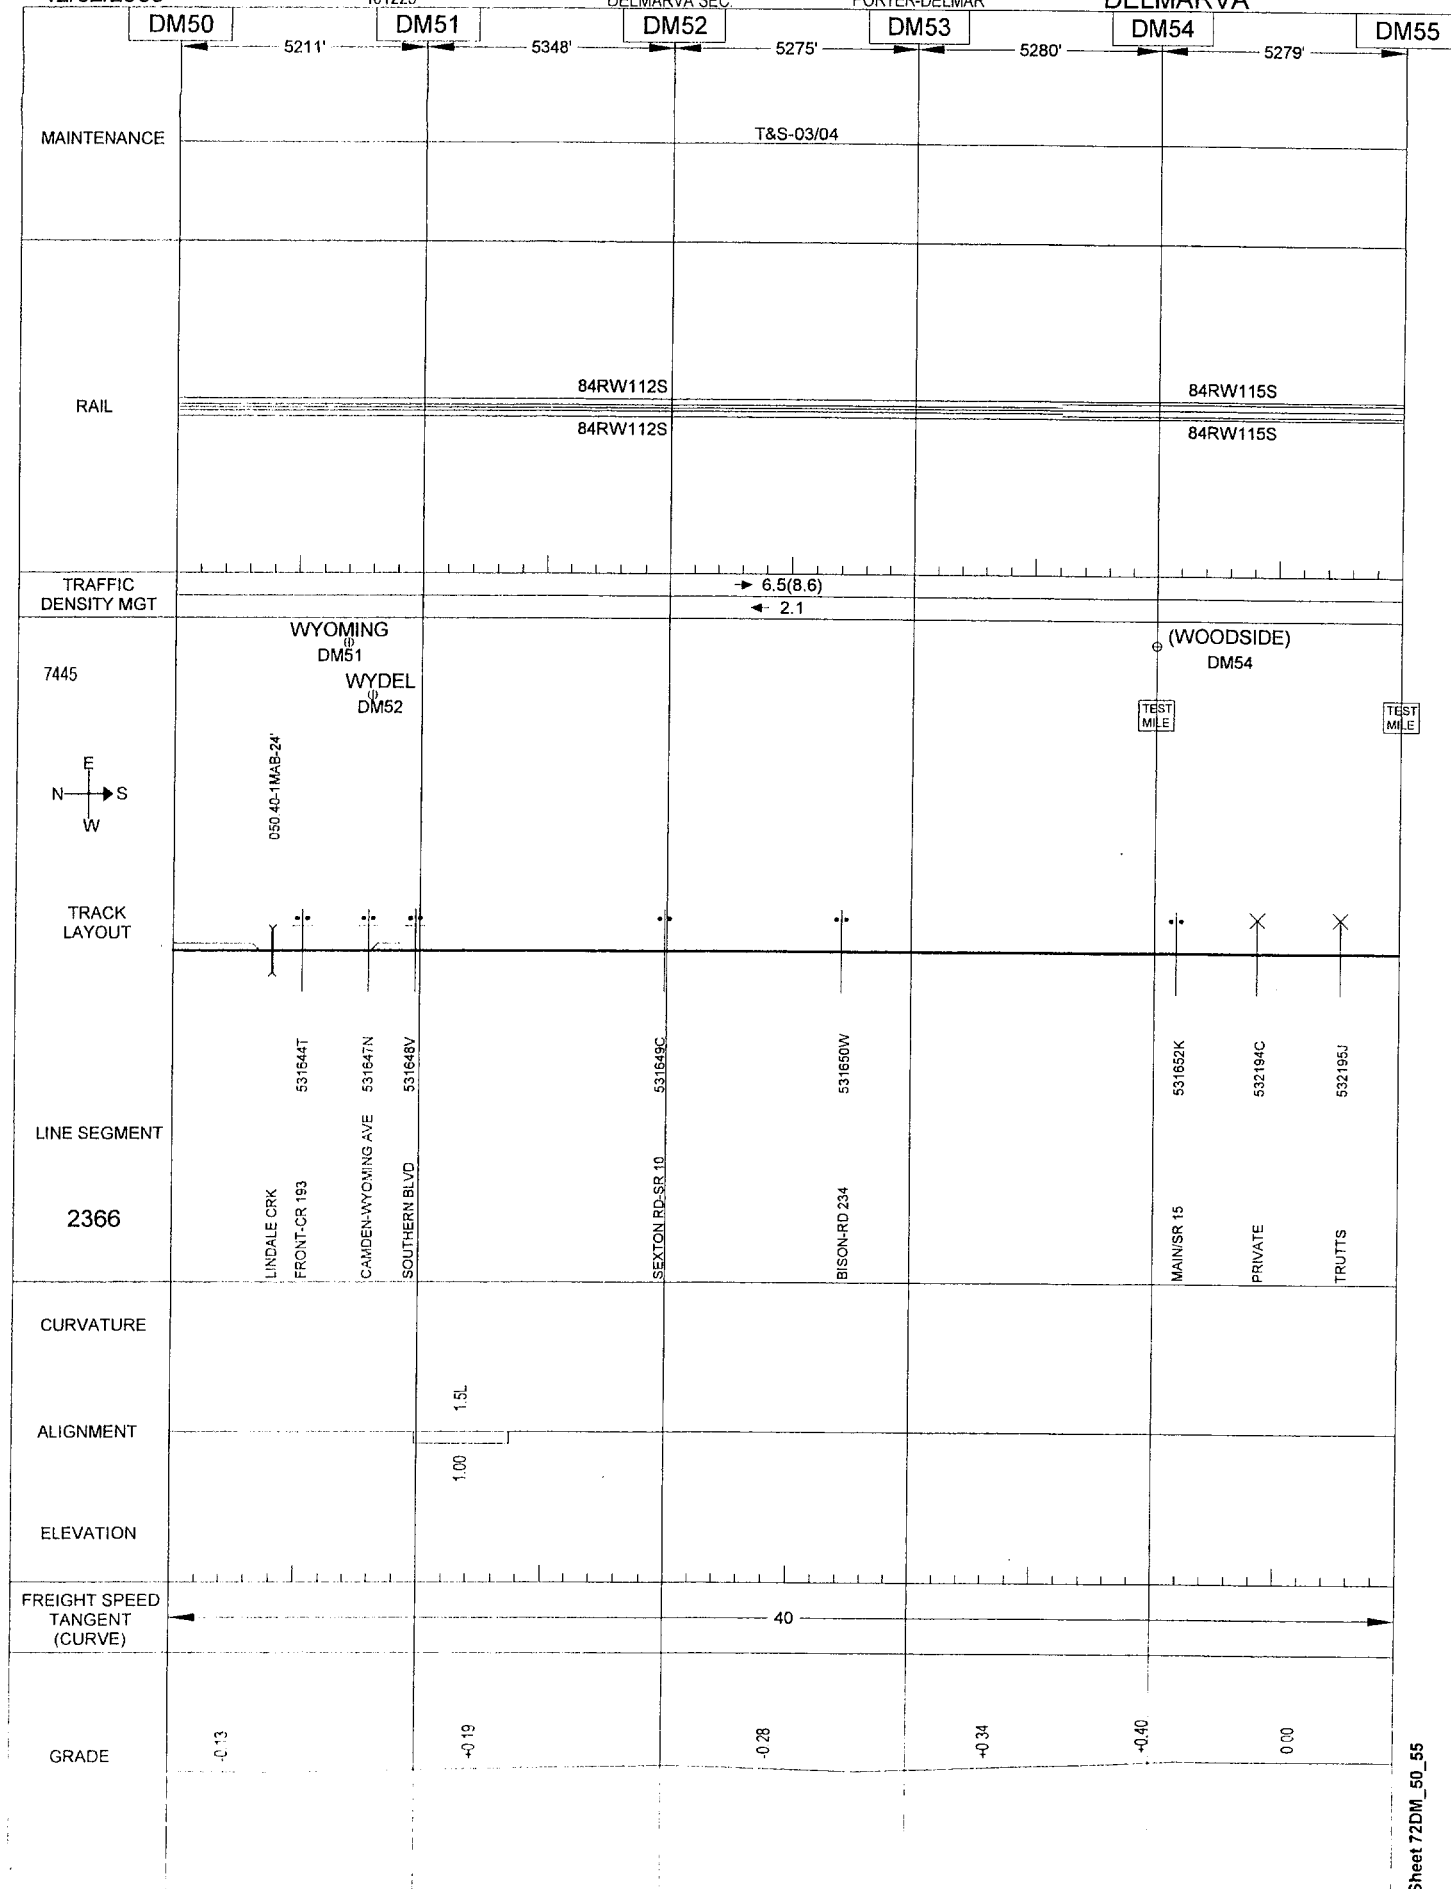 DELMARVA SEC.
PORTER-DELMAR
DELMARVA
DM50
DM51
DM52
DM53
DM54
DM55
5211'
5348'
5275'
5280'
5279'
MAINTENANCE
T&S-03/04
RAIL
84RW112S
84RW115S
84RW112S
84RW115S
TRAFFIC
DENSITY MGT
6.5(8.6)
2.1
WYOMING
DM51
WYDEL
DM52
(WOODSIDE)
DM54
7445
TEST
MILE
TEST
MILE
E
N
S
W
050.40-1MAB-24'
TRACK
LAYOUT
531644T
531647N
531648V
531649C
531650W
531652K
532194C
532195J
LINE SEGMENT
2366
LINDALE CRK
FRONT-CR 193
CAMDEN-WYOMING AVE
SOUTHERN BLVD
SEXTON RD-SR 10
BISON-RD 234
MAIN/SR 15
PRIVATE
TRUTTS
CURVATURE
1.5L
ALIGNMENT
1.00
ELEVATION
FREIGHT SPEED
TANGENT
(CURVE)
40
GRADE
-0.13
+0.19
-0.28
+0.34
+0.40
0.00
Sheet 72DM_50_55